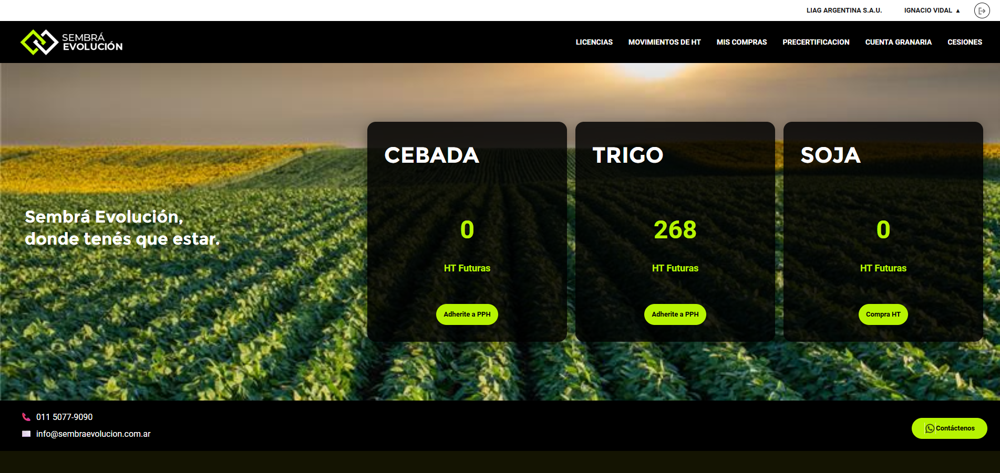 LIAG ARGENTINA S.A.U. IGNACIO VIDAL ▲
SEMBRÁ
EVOLUCIÓN
LICENCIAS MOVIMIENTOS DE HT MIS COMPRAS PRECERTIFICACION CUENTA GRANARIA CESIONES
Sembrá Evolución,
donde tenés que estar.
CEBADA
0
HT Futuras
Adherite a PPH
TRIGO
268
HT Futuras
Adherite a PPH
SOJA
0
HT Futuras
Compra HT
011 5077-9090
info@sembraevolucion.com.ar
Contáctenos